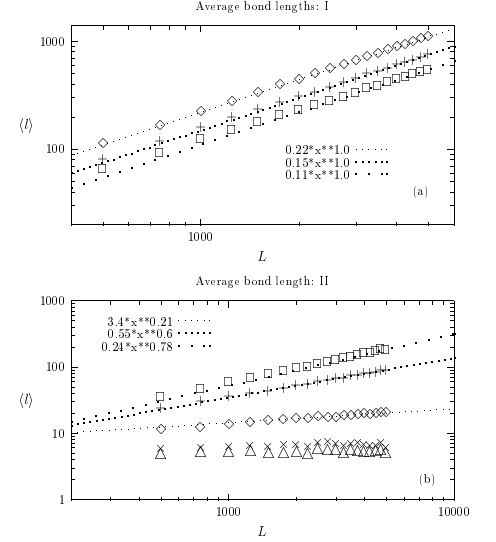 Average bond lengths: I
1000
⟨l⟩
100
0.22*x**1.0
0.15*x**1.0
0.11*x**1.0
(a)
1000
L
Average bond length: II
1000
3.4*x**0.21
0.55*x**0.6
0.24*x**0.78
100
⟨l⟩
10
(b)
1
1000
10000
L